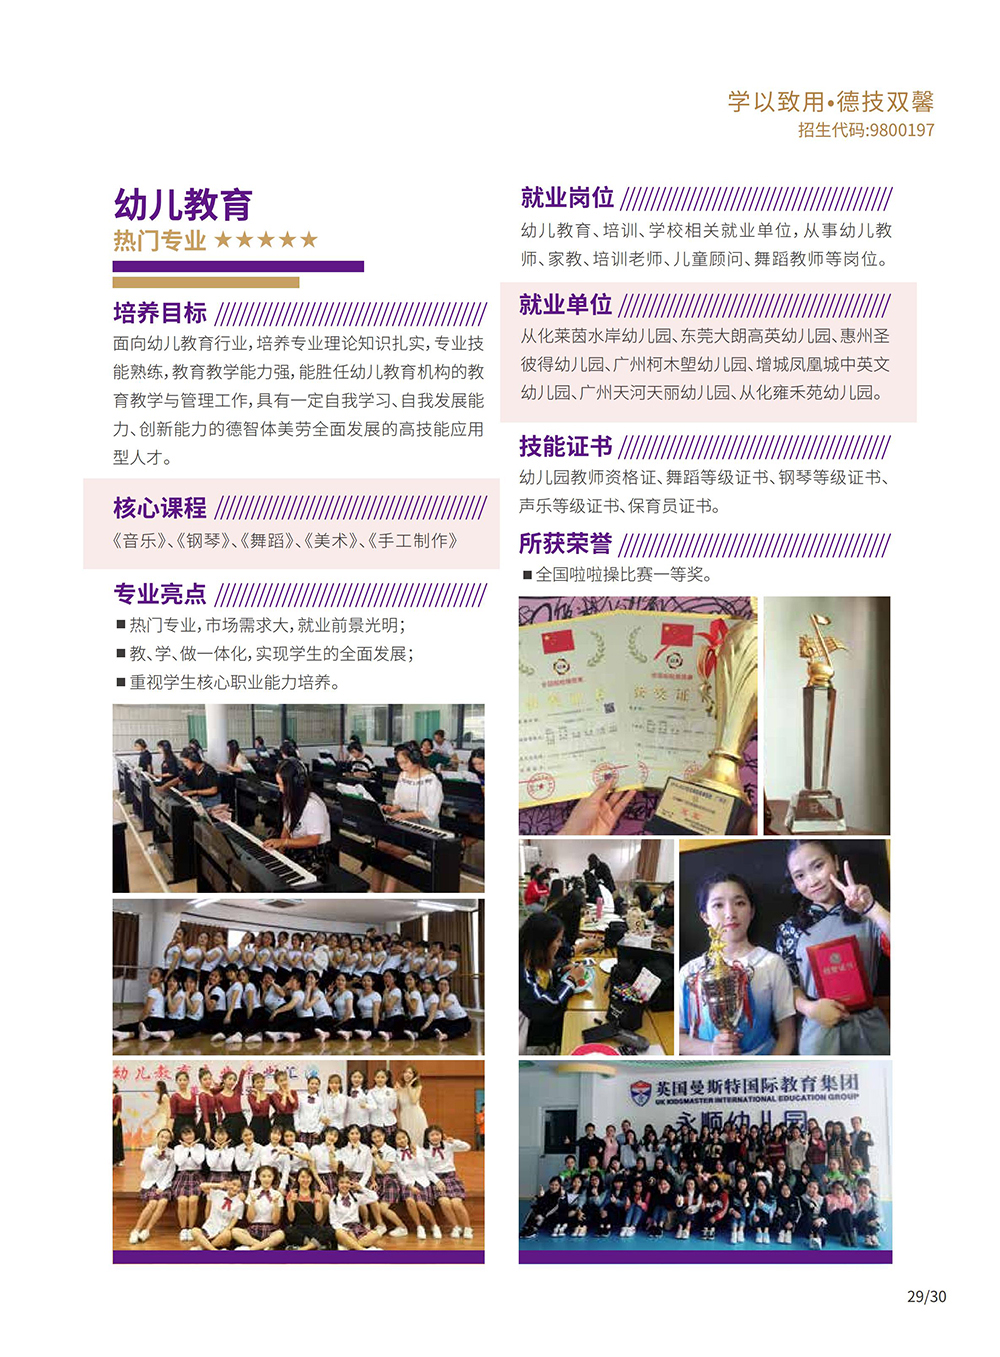 学以致用•德技双馨
招生代码:9800197
幼儿教育
热门专业 ★★★★★
培养目标
面向幼儿教育行业,培养专业理论知识扎实,专业技
能熟练,教育教学能力强,能胜任幼儿教育机构的教
育教学与管理工作,具有一定自我学习、自我发展能
力、创新能力的德智体美劳全面发展的高技能应用
型人才。
核心课程
《音乐》、《钢琴》、《舞蹈》、《美术》、《手工制作》
专业亮点
■ 热门专业,市场需求大,就业前景光明;
■ 教、学、做一体化,实现学生的全面发展;
■ 重视学生核心职业能力培养。
幼儿教育
就业岗位
幼儿教育、培训、学校相关就业单位,从事幼儿教
师、家教、培训老师、儿童顾问、舞蹈教师等岗位。
就业单位
从化莱茵水岸幼儿园、东莞大朗高英幼儿园、惠州圣
彼得幼儿园、广州柯木塱幼儿园、增城凤凰城中英文
幼儿园、广州天河天丽幼儿园、从化雍禾苑幼儿园。
技能证书
幼儿园教师资格证、舞蹈等级证书、钢琴等级证书、
声乐等级证书、保育员证书。
所获荣誉
■ 全国啦啦操比赛一等奖。
获奖证
英国曼斯特国际教育集团
UK KIDSMASTER INTERNATIONAL EDUCATION GROUP
永顺幼儿园
29/30